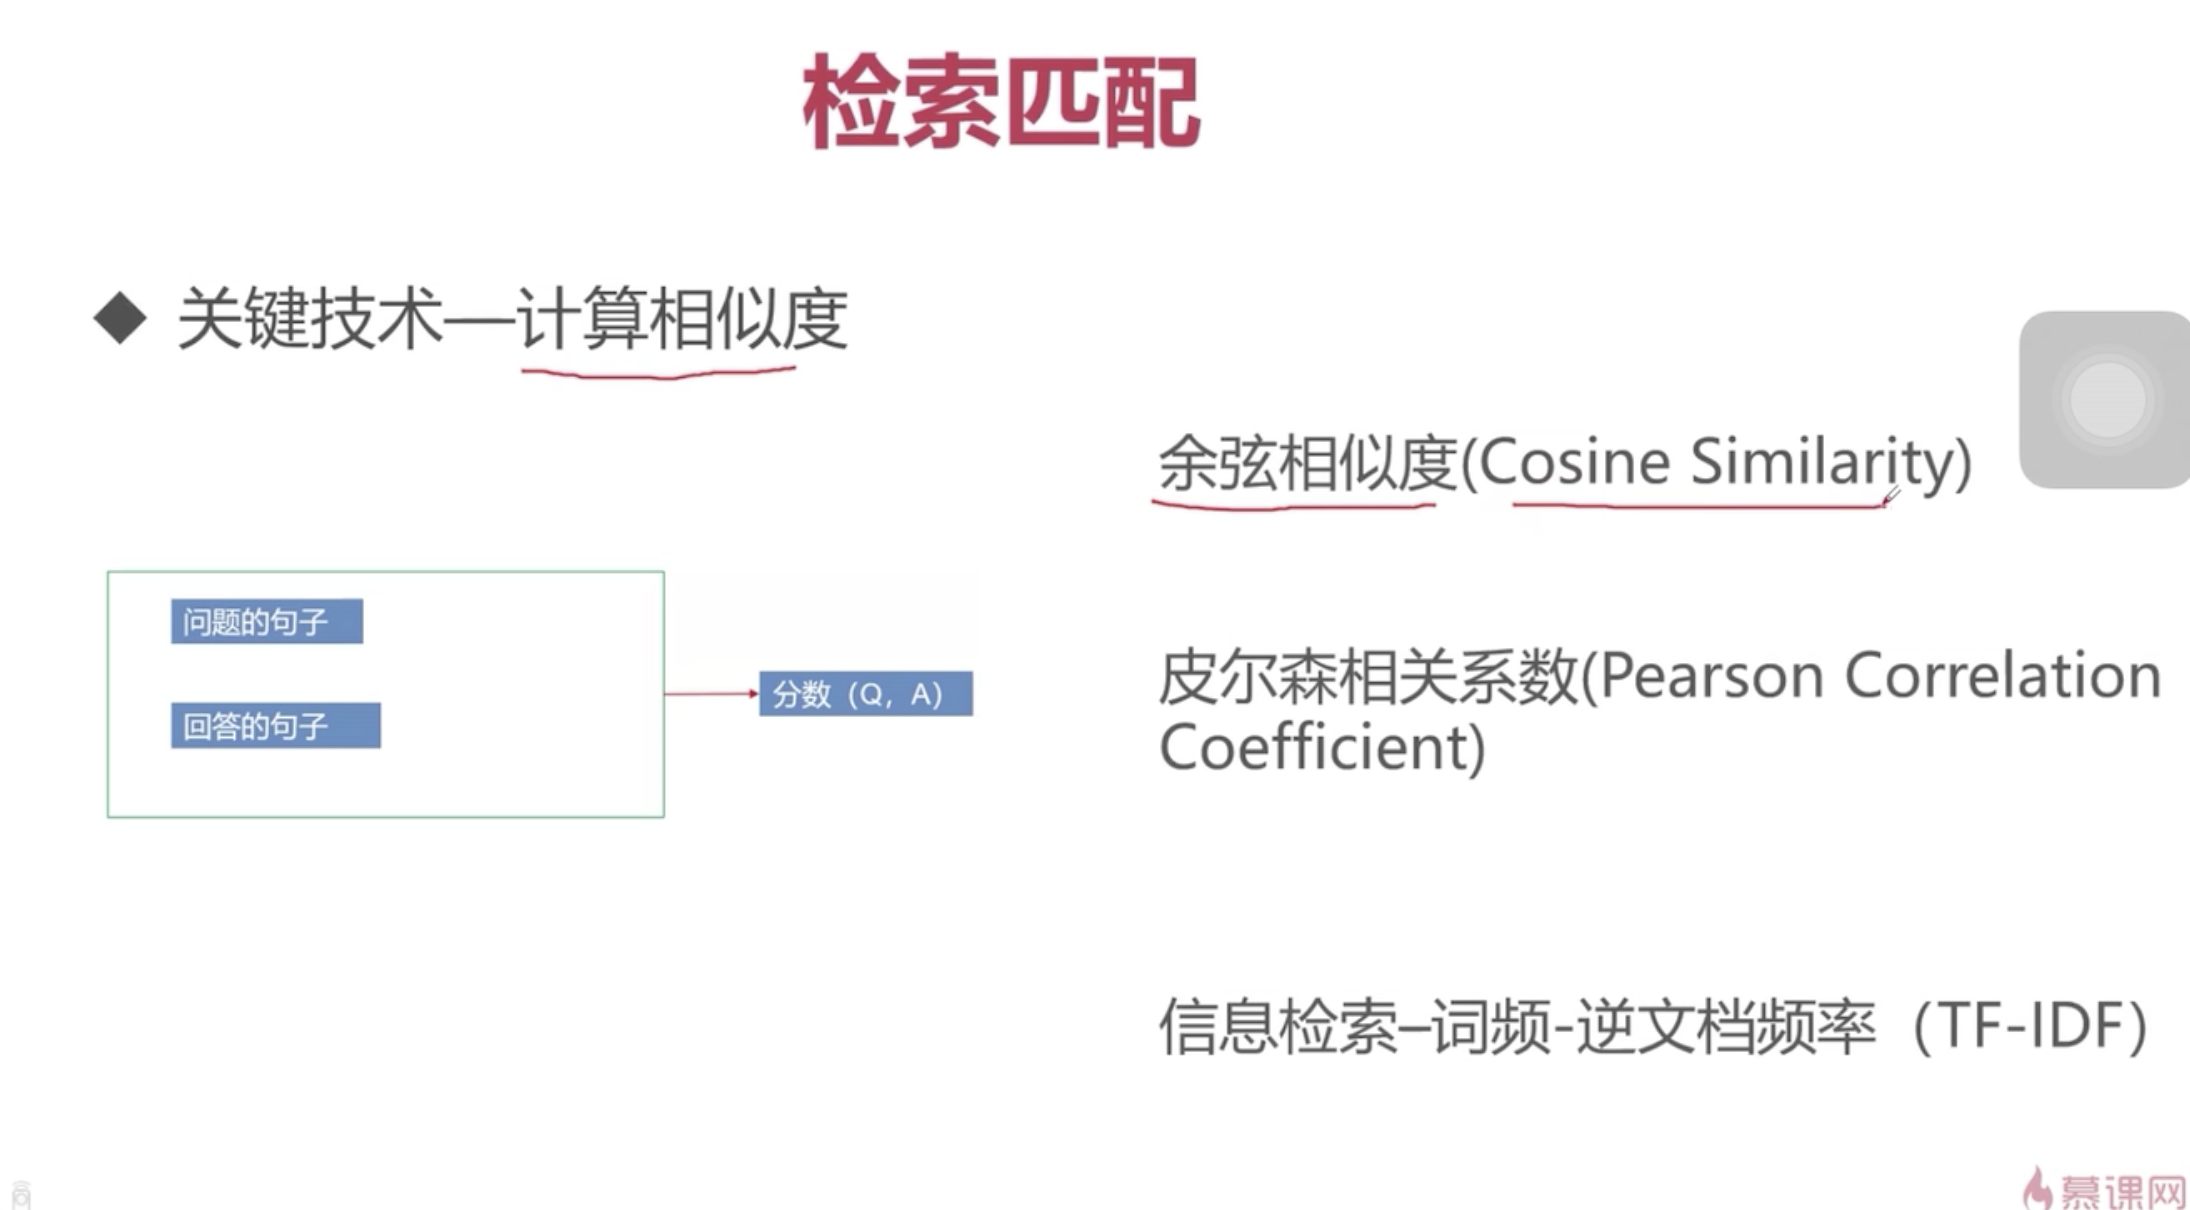 检索匹配
关键技术—计算相似度
余弦相似度(Cosine Similarity)
问题的句子
回答的句子
分数（Q，A）
皮尔森相关系数(Pearson Correlation
Coefficient)
信息检索–词频-逆文档频率（TF-IDF）
慕课网